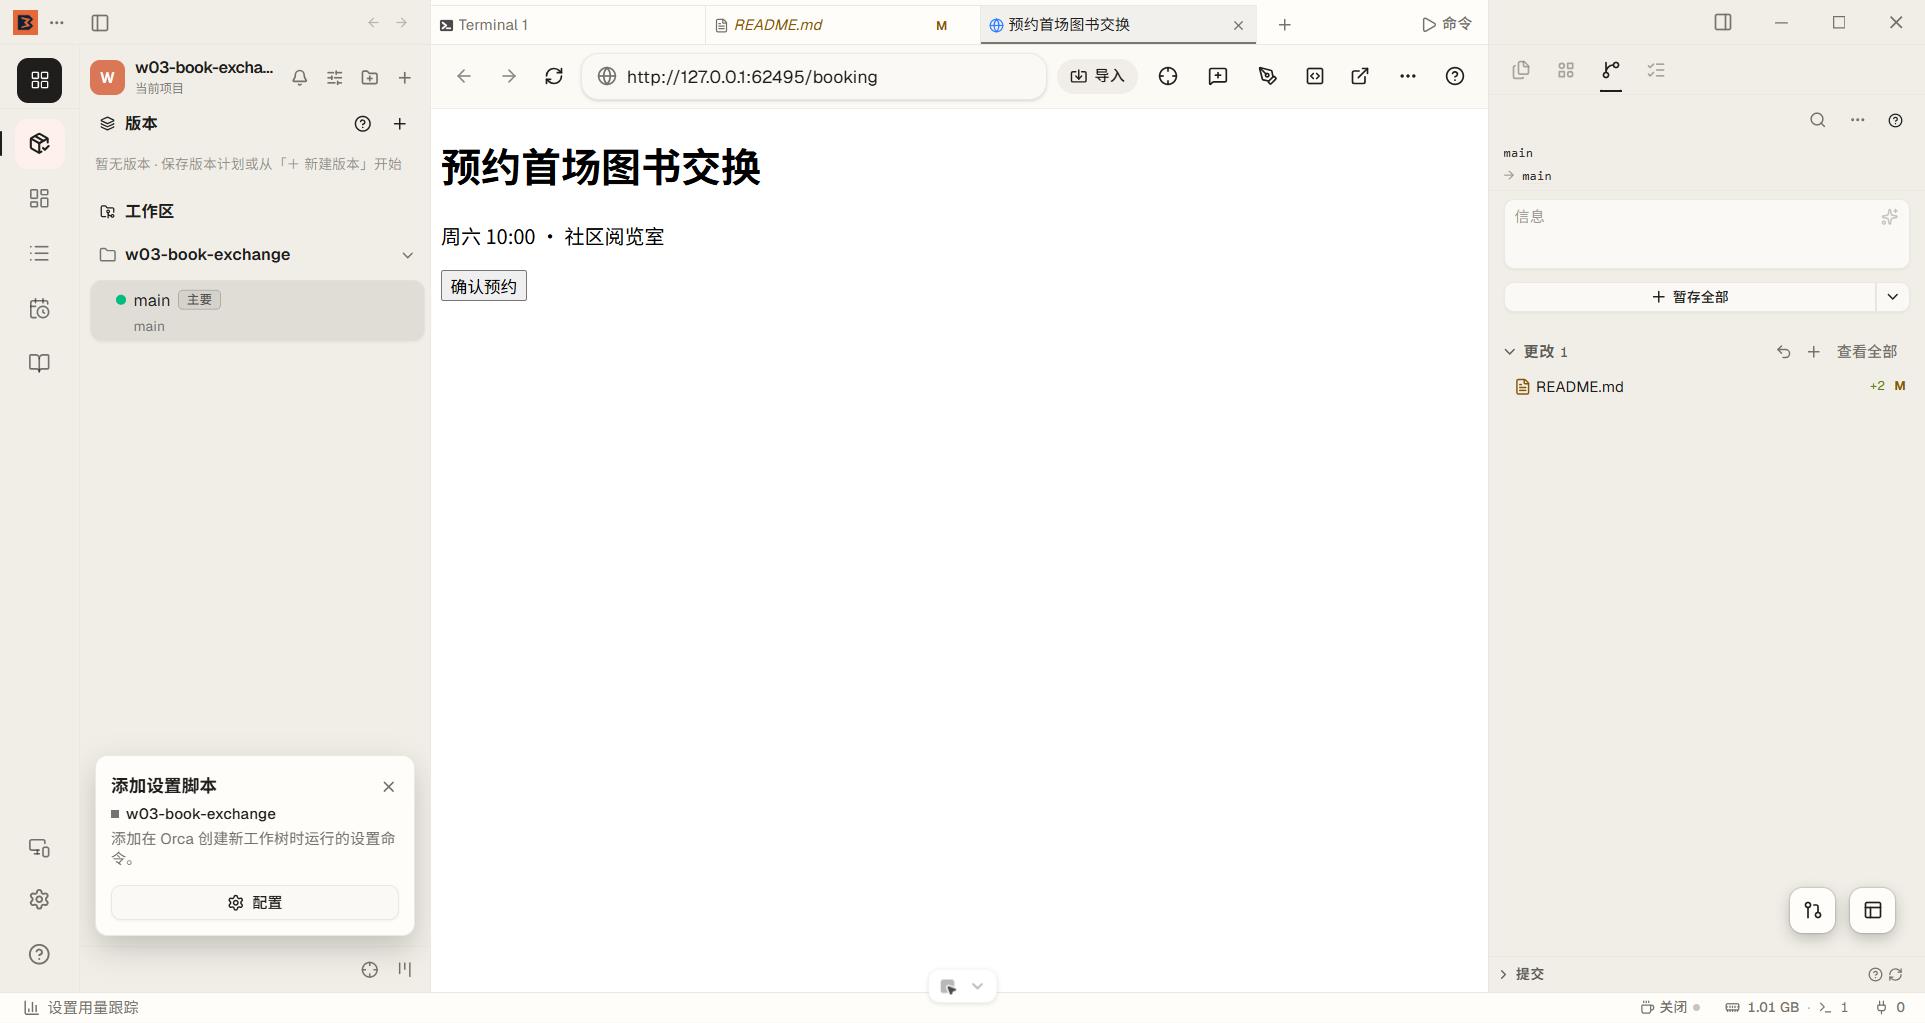 Terminal 1
README.md
M
预约首场图书交换
命令
W
w03-book-excha...
当前项目
http://127.0.0.1:62495/booking
导入
版本
暂无版本 · 保存版本计划或从「＋ 新建版本」开始
工作区
w03-book-exchange
main
主要
main
预约首场图书交换
周六 10:00 · 社区阅览室
确认预约
main
→ main
信息
暂存全部
更改 1
查看全部
README.md
+2 M
添加设置脚本
w03-book-exchange
添加在 Orca 创建新工作树时运行的设置命
令。
配置
提交
设置用量跟踪
关闭
1.01 GB · 
1
0